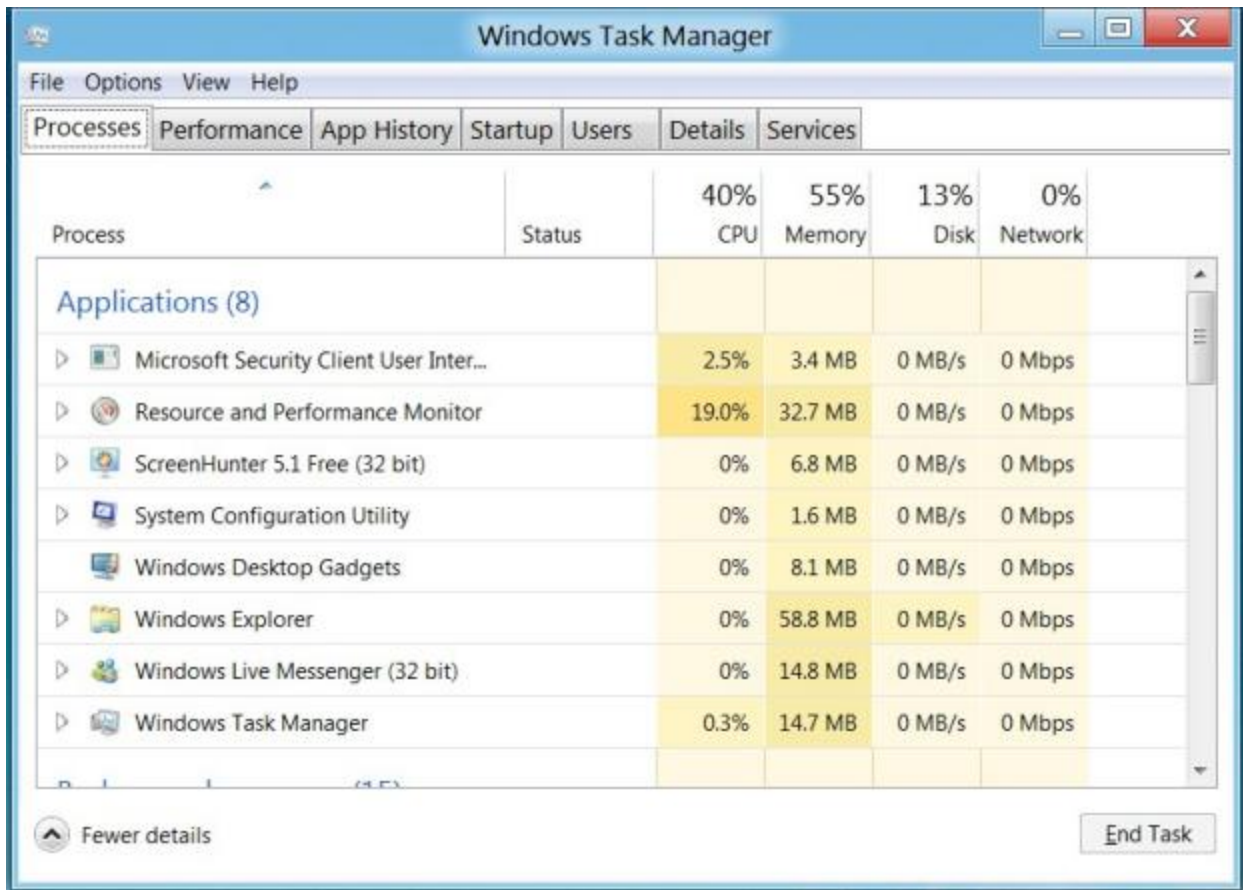 Windows Task Manager
File Options View Help
Processes Performance App History Startup Users Details Services
40% 55% 13% 0%
Process Status CPU Memory Disk Network
Applications (8)
Microsoft Security Client User Inter... 2.5% 3.4 MB 0 MB/s 0 Mbps
Resource and Performance Monitor 19.0% 32.7 MB 0 MB/s 0 Mbps
ScreenHunter 5.1 Free (32 bit) 0% 6.8 MB 0 MB/s 0 Mbps
System Configuration Utility 0% 1.6 MB 0 MB/s 0 Mbps
Windows Desktop Gadgets 0% 8.1 MB 0 MB/s 0 Mbps
Windows Explorer 0% 58.8 MB 0 MB/s 0 Mbps
Windows Live Messenger (32 bit) 0% 14.8 MB 0 MB/s 0 Mbps
Windows Task Manager 0.3% 14.7 MB 0 MB/s 0 Mbps
Fewer details End Task